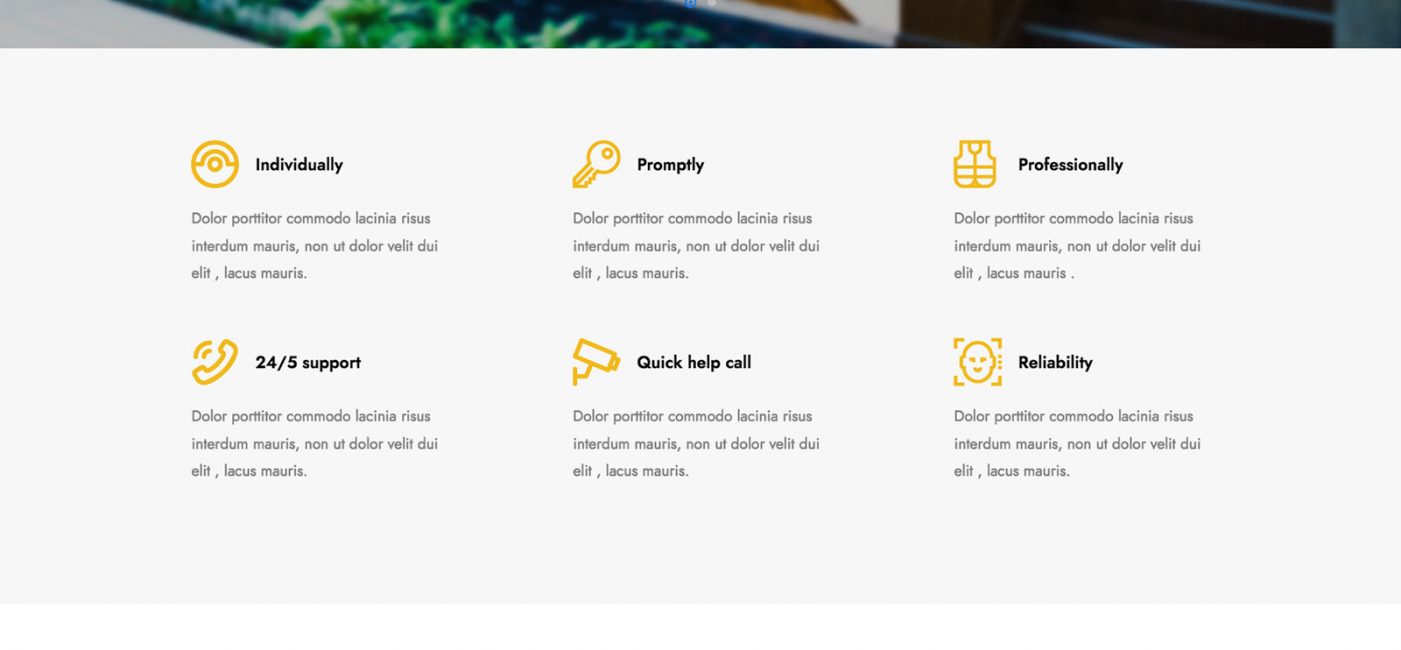 Individually
Promptly
Professionally
Dolor porttitor commodo lacinia risus
interdum mauris, non ut dolor velit dui
elit , lacus mauris.
Dolor porttitor commodo lacinia risus
interdum mauris, non ut dolor velit dui
elit , lacus mauris.
Dolor porttitor commodo lacinia risus
interdum mauris, non ut dolor velit dui
elit , lacus mauris .
24/5 support
Quick help call
Reliability
Dolor porttitor commodo lacinia risus
interdum mauris, non ut dolor velit dui
elit , lacus mauris.
Dolor porttitor commodo lacinia risus
interdum mauris, non ut dolor velit dui
elit , lacus mauris.
Dolor porttitor commodo lacinia risus
interdum mauris, non ut dolor velit dui
elit , lacus mauris.